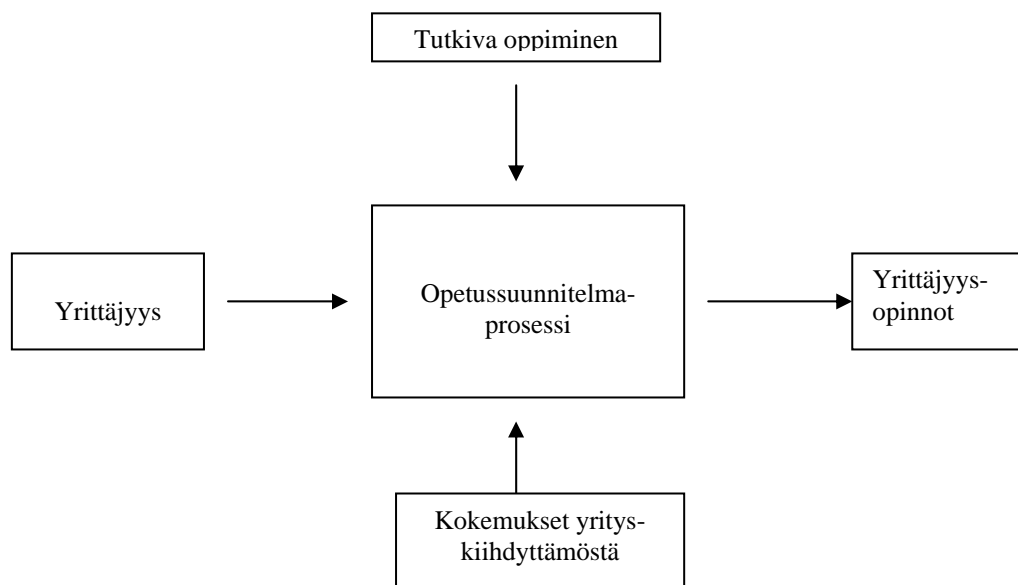 Tutkiva oppiminen
Yrittäjyys
Opetussuunnitelma-
prosessi
Yrittäjyys-
opinnot
Kokemukset yritys-
kiihdyttämöstä